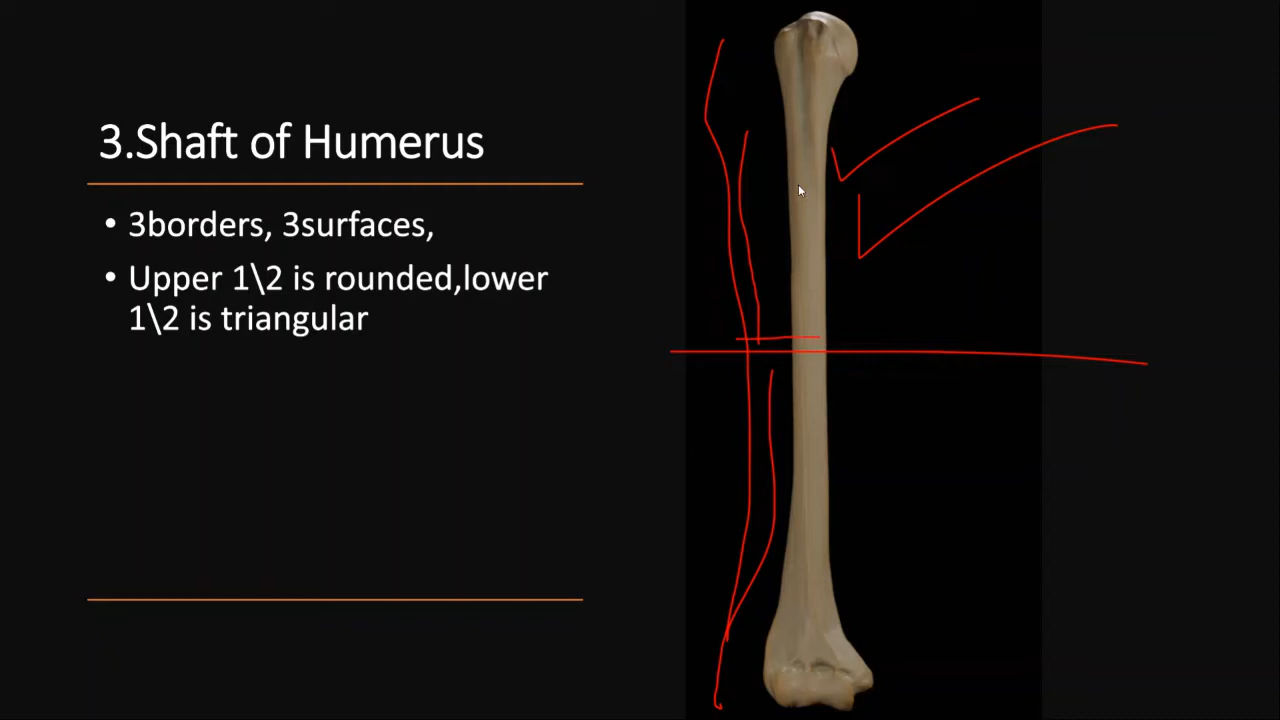 3.Shaft of Humerus
• 3borders, 3surfaces,
• Upper 1\2 is rounded,lower
1\2 is triangular